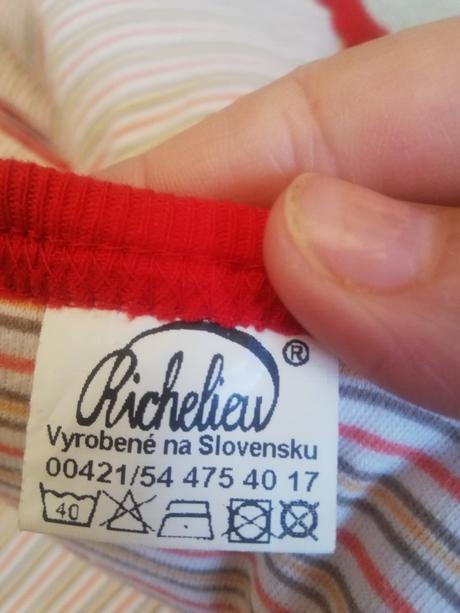 Richelieu ®
Vyrobené na Slovensku
00421/54 475 40 17
40